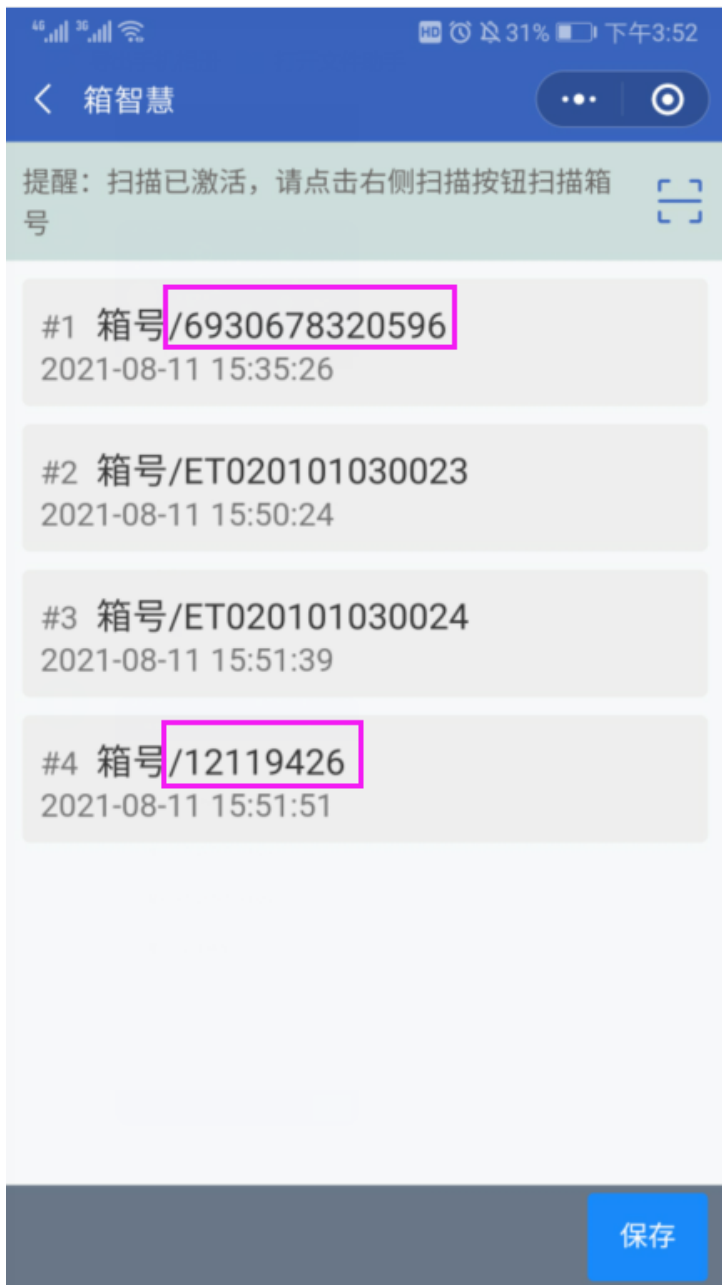 4G 3G HD 31% 下午3:52
箱智慧
提醒：扫描已激活，请点击右侧扫描按钮扫描箱
号
#1 箱号/6930678320596
2021-08-11 15:35:26
#2 箱号/ET020101030023
2021-08-11 15:50:24
#3 箱号/ET020101030024
2021-08-11 15:51:39
#4 箱号/12119426
2021-08-11 15:51:51
保存